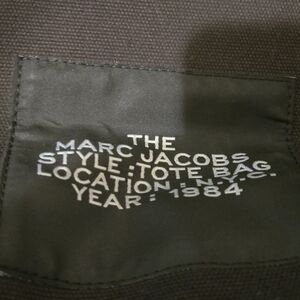 THE
MARC JACOBS
STYLE: TOTE BAG
LOCATION: N.Y.C.
YEAR: 1984